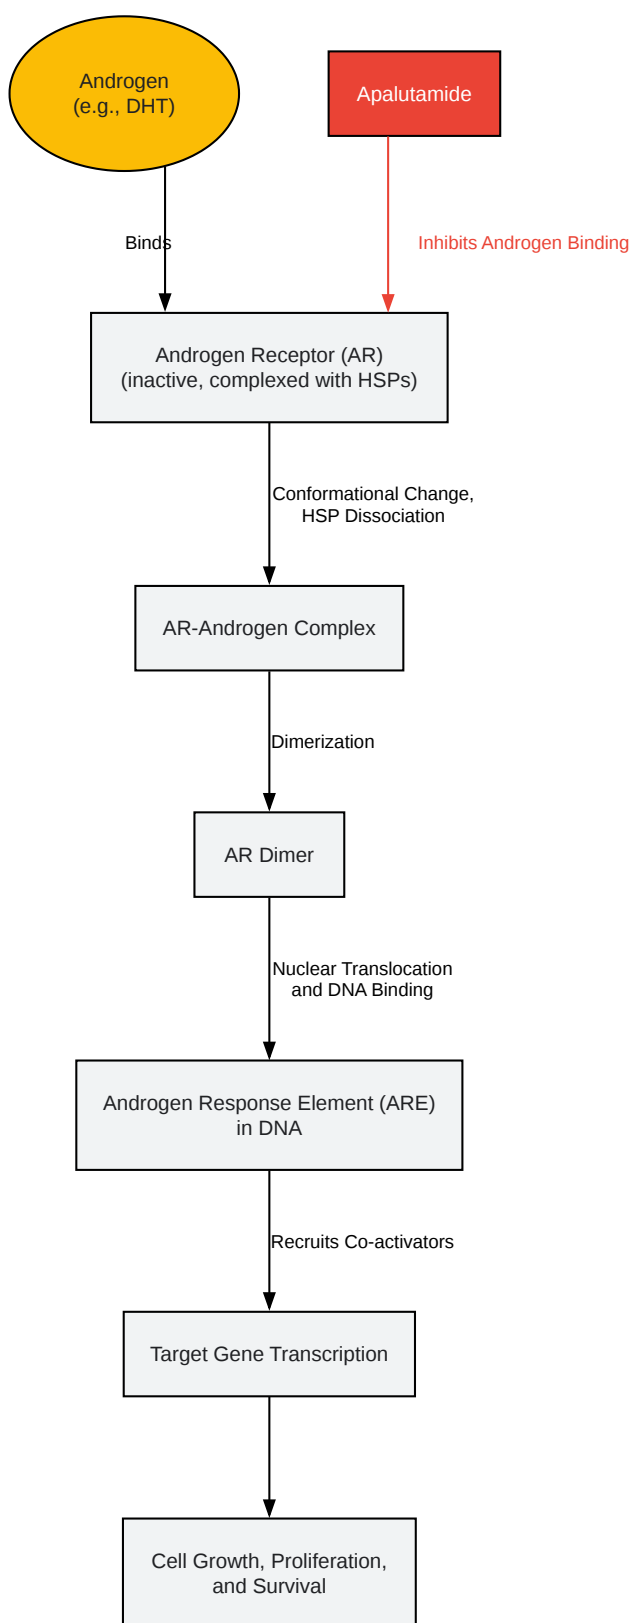 Androgen
(e.g., DHT)
Apalutamide
Binds
Inhibits Androgen Binding
Androgen Receptor (AR)
(inactive, complexed with HSPs)
Conformational Change,
HSP Dissociation
AR-Androgen Complex
Dimerization
AR Dimer
Nuclear Translocation
and DNA Binding
Androgen Response Element (ARE)
in DNA
Recruits Co-activators
Target Gene Transcription
Cell Growth, Proliferation,
and Survival